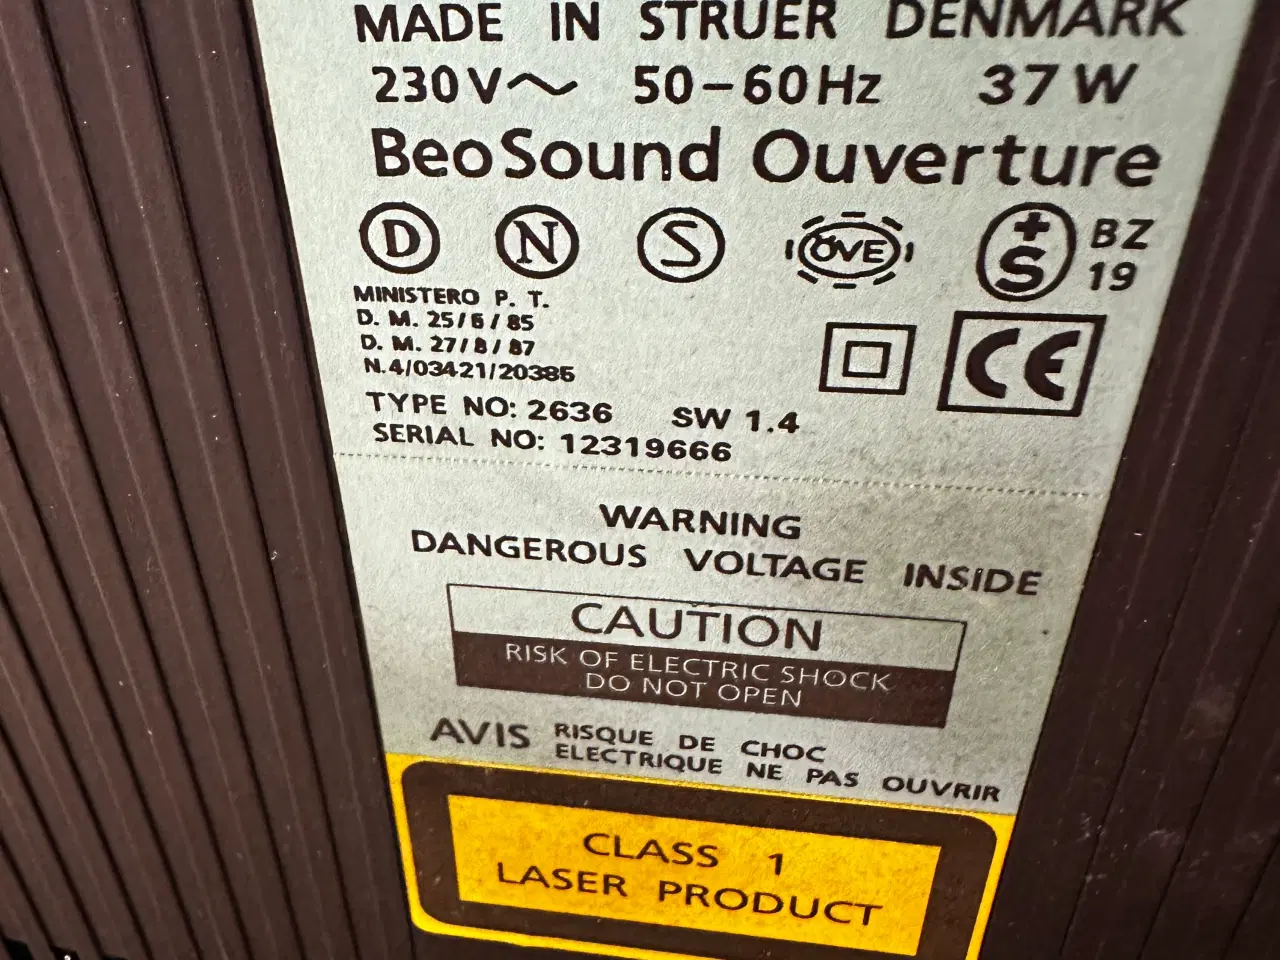 MADE IN STRUER DENMARK
230V~ 50–60Hz 37W
BeoSound Ouverture
D N S ÖVE +S BZ 19
MINISTERO P. T.
D. M. 25/6/85
D. M. 27/8/87
N.4/03421/20385
CE
TYPE NO: 2636 SW 1.4
SERIAL NO: 12319666
WARNING
DANGEROUS VOLTAGE INSIDE
CAUTION
RISK OF ELECTRIC SHOCK
DO NOT OPEN
AVIS RISQUE DE CHOC
ELECTRIQUE NE PAS OUVRIR
CLASS 1
LASER PRODUCT